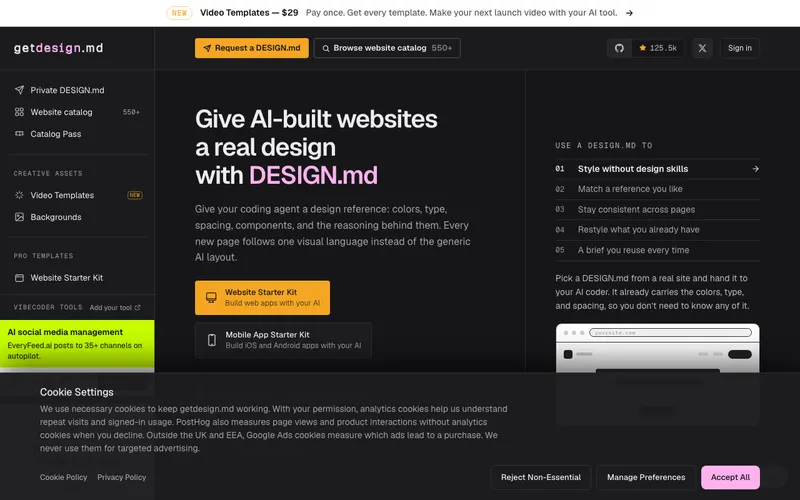 NEW Video Templates — $29 Pay once. Get every template. Make your next launch video with your AI tool. →
getdesign.md
Request a DESIGN.md
Browse website catalog 550+
125.5k
Sign in
Private DESIGN.md
Website catalog 550+
Catalog Pass
CREATIVE ASSETS
Video Templates NEW
Backgrounds
PRO TEMPLATES
Website Starter Kit
VIBECODER TOOLS Add your tool
AI social media management
EveryFeed.ai posts to 35+ channels on
autopilot.
Give AI-built websites
a real design
with DESIGN.md
Give your coding agent a design reference: colors, type,
spacing, components, and the reasoning behind them. Every
new page follows one visual language instead of the generic
AI layout.
Website Starter Kit
Build web apps with your AI
Mobile App Starter Kit
Build iOS and Android apps with your AI
USE A DESIGN.MD TO
01 Style without design skills →
02 Match a reference you like
03 Stay consistent across pages
04 Restyle what you already have
05 A brief you reuse every time
Pick a DESIGN.md from a real site and hand it to
your AI coder. It already carries the colors, type,
and spacing, so you don't need to know any of it.
yoursite.com
Cookie Settings
We use necessary cookies to keep getdesign.md working. With your permission, analytics cookies help us understand
repeat visits and signed-in usage. PostHog also measures page views and product interactions without analytics
cookies when you decline. Outside the UK and EEA, Google Ads cookies measure which ads lead to a purchase. We
never use them for targeted advertising.
Cookie Policy Privacy Policy
Reject Non-Essential
Manage Preferences
Accept All